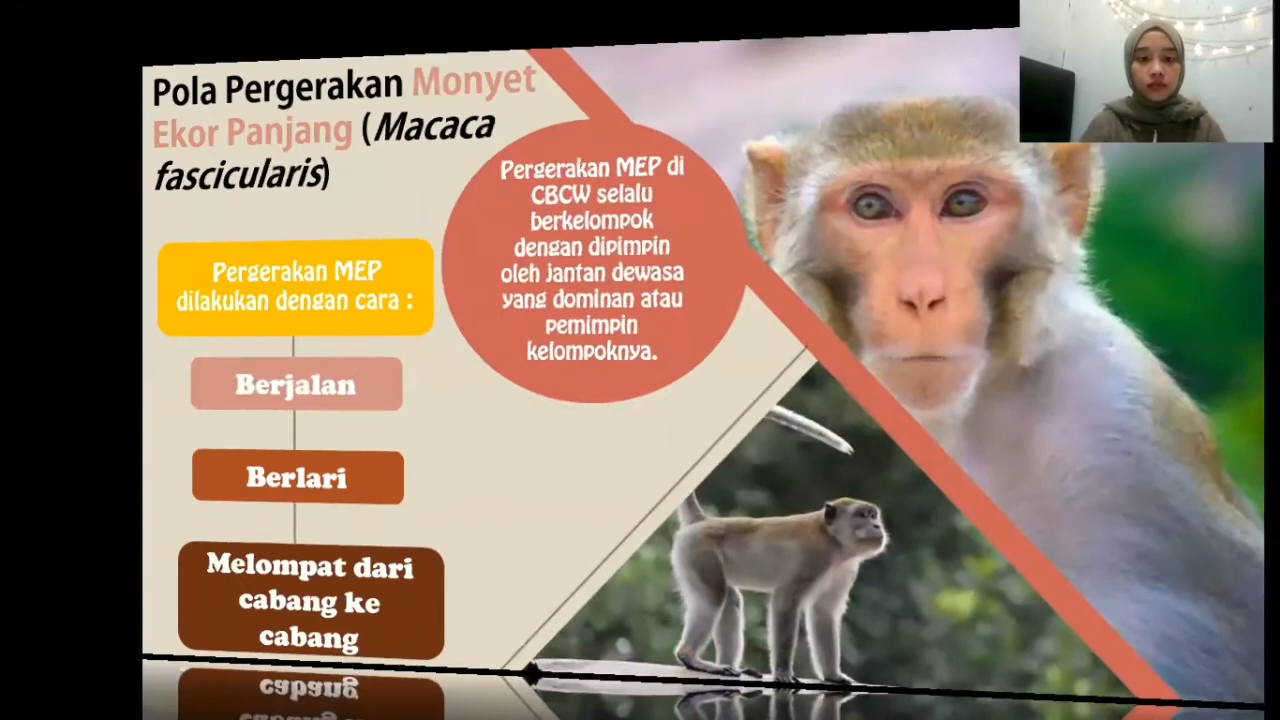 Pola Pergerakan Monyet
Ekor Panjang (Macaca
fascicularis)
Pergerakan MEP di
CBCW selalu
berkelompok
dengan dipimpin
oleh jantan dewasa
yang dominan atau
pemimpin
kelompoknya.
Pergerakan MEP
dilakukan dengan cara :
Berjalan
Berlari
Melompat dari
cabang ke
cabang